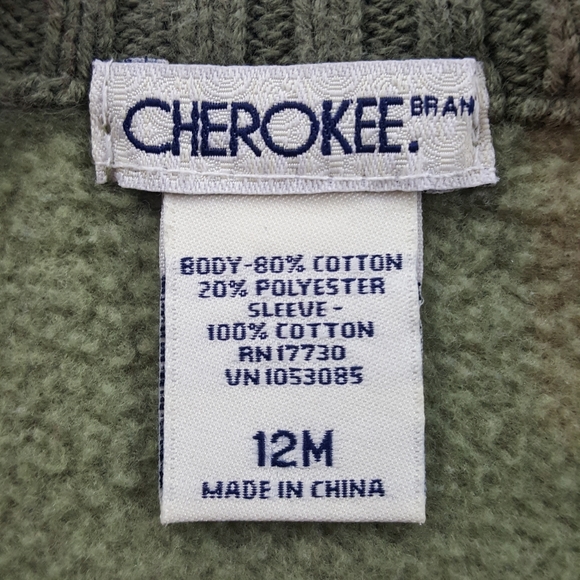 CHEROKEE. BRAN
BODY-80% COTTON
20% POLYESTER
SLEEVE-
100% COTTON
RN17730
VN1053085
12M
MADE IN CHINA